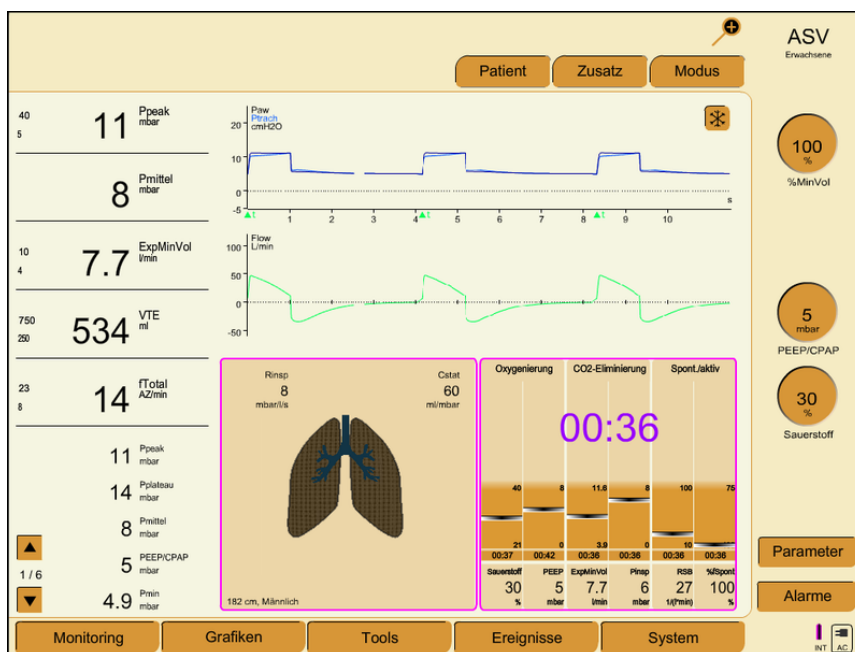 ASV
Erwachsene
Patient
Zusatz
Modus
40
5
11
Ppeak
mbar
8
Pmittel
mbar
10
4
7.7
ExpMinVol
l/min
750
250
534
VTE
ml
23
8
14
fTotal
AZ/min
11
Ppeak
mbar
14
Pplateau
mbar
8
Pmittel
mbar
5
PEEP/CPAP
mbar
4.9
Pmin
mbar
1 / 6
Paw
Ptrach
cmH2O
20
10
0
-5
s
t 1 2 3 4 t 5 6 7 8 t 9 10
Flow
L/min
100
50
0
-50
Rinsp
8
mbar/l/s
Cstat
60
ml/mbar
182 cm, Männlich
Oxygenierung CO2-Eliminierung Spont./aktiv
00:36
40 8 11.6 8 100 75
21 0 3.9 0 10
00:37 00:42 00:36 00:36 00:36 00:36
Sauerstoff PEEP ExpMinVol Pinsp RSB %fSpont
30 5 7.7 6 27 100
% mbar l/min mbar 1/(l*min) %
100
%
%MinVol
5
mbar
PEEP/CPAP
30
%
Sauerstoff
Parameter
Alarme
Monitoring
Grafiken
Tools
Ereignisse
System
INT
AC